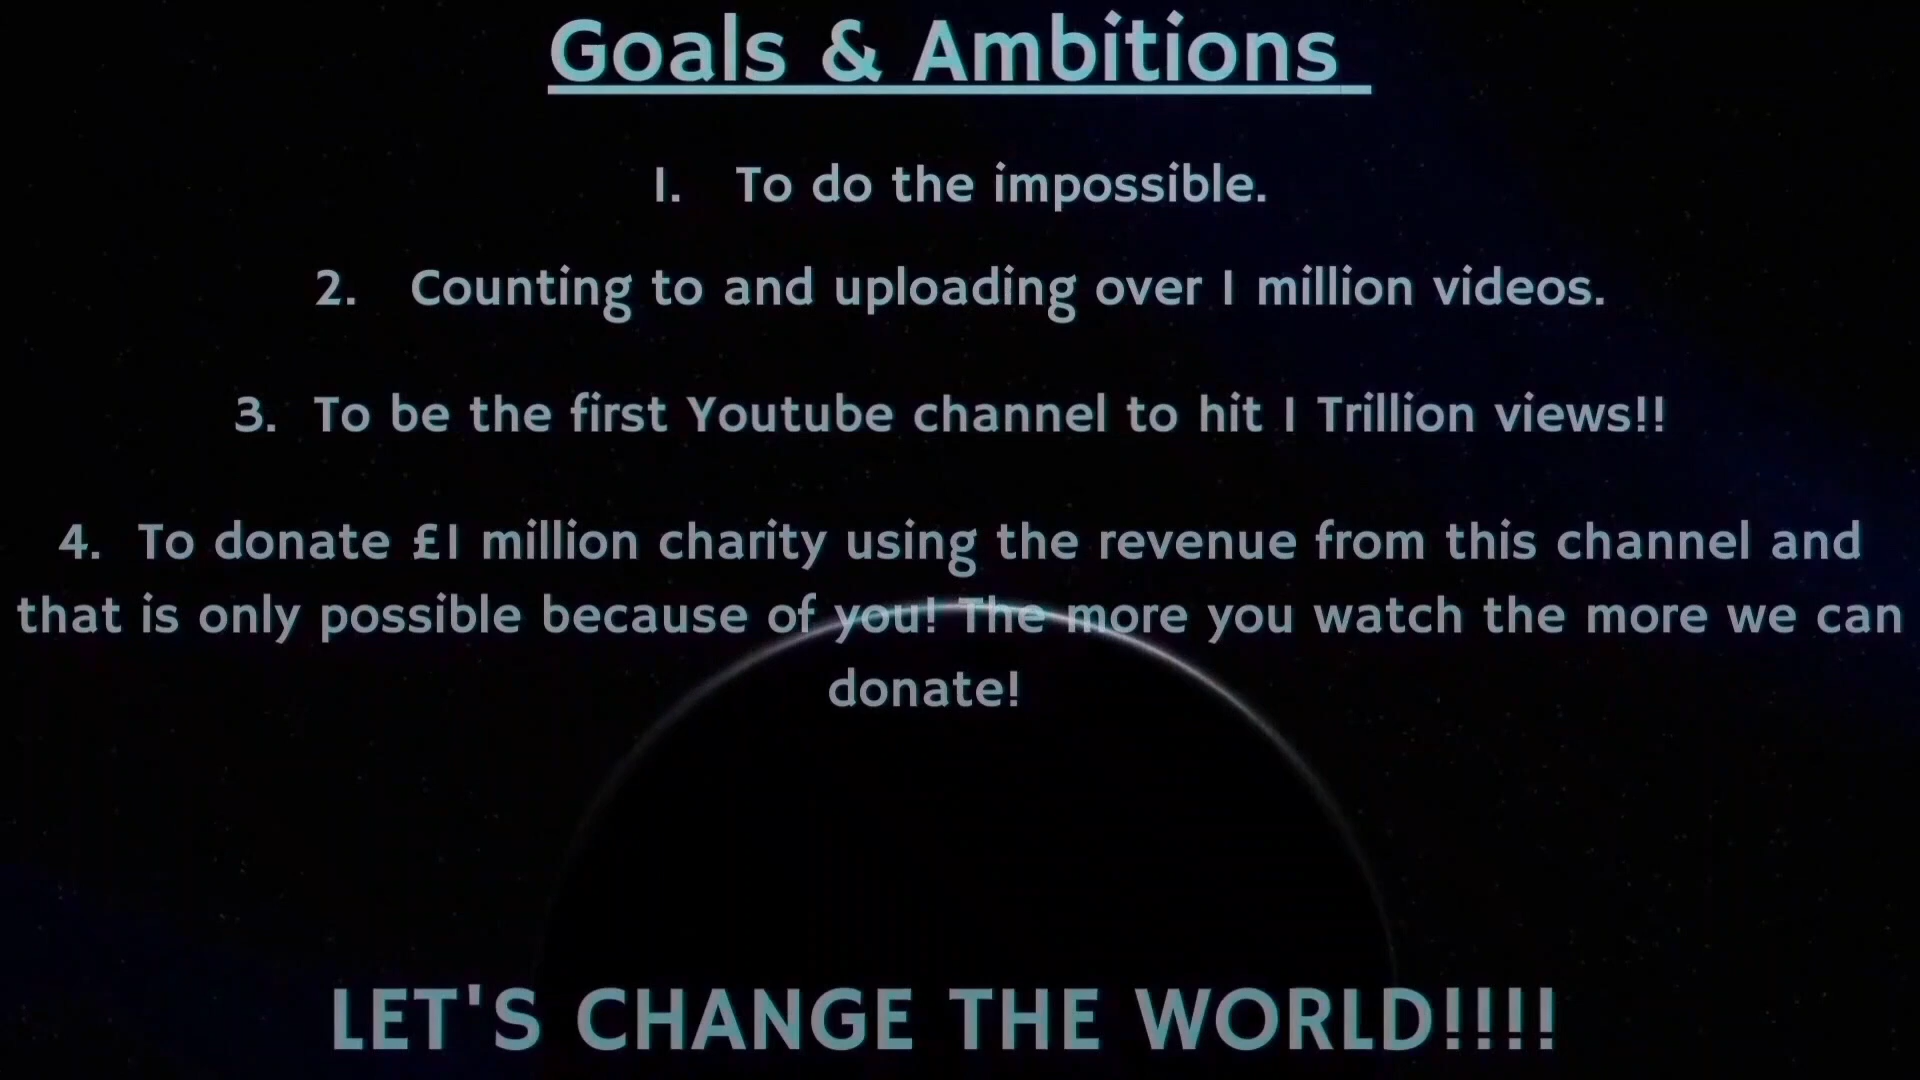 Goals & Ambitions
1. To do the impossible.
2. Counting to and uploading over 1 million videos.
3. To be the first Youtube channel to hit 1 Trillion views!!
4. To donate £1 million charity using the revenue from this channel and
that is only possible because of you! The more you watch the more we can
donate!
LET'S CHANGE THE WORLD!!!!